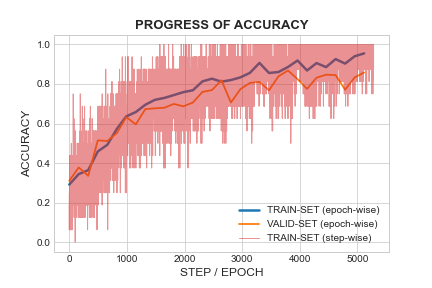 PROGRESS OF ACCURACY
1.0
0.8
0.6
0.4
0.2
0.0
ACCURACY
TRAIN-SET (epoch-wise)
VALID-SET (epoch-wise)
TRAIN-SET (step-wise)
0 1000 2000 3000 4000 5000
STEP / EPOCH